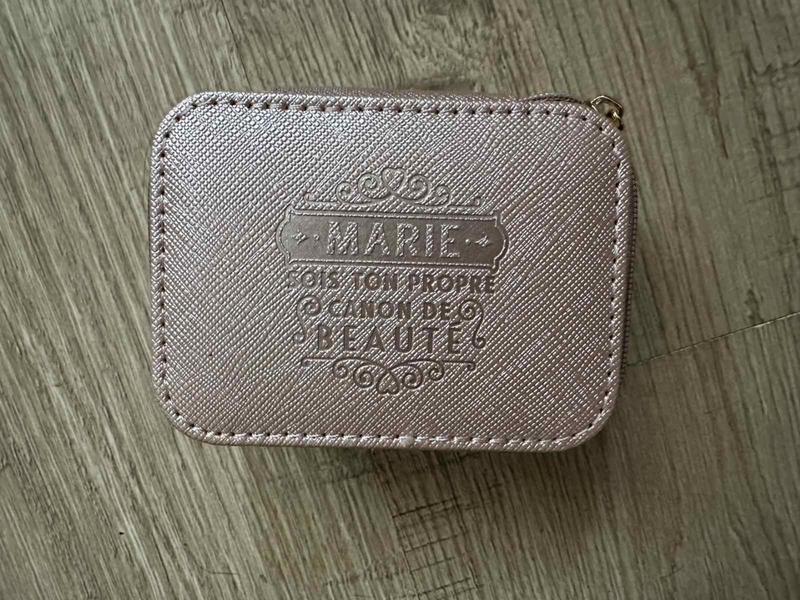 MARIE
SOIS TON PROPRE
CANON DE
BEAUTÉ